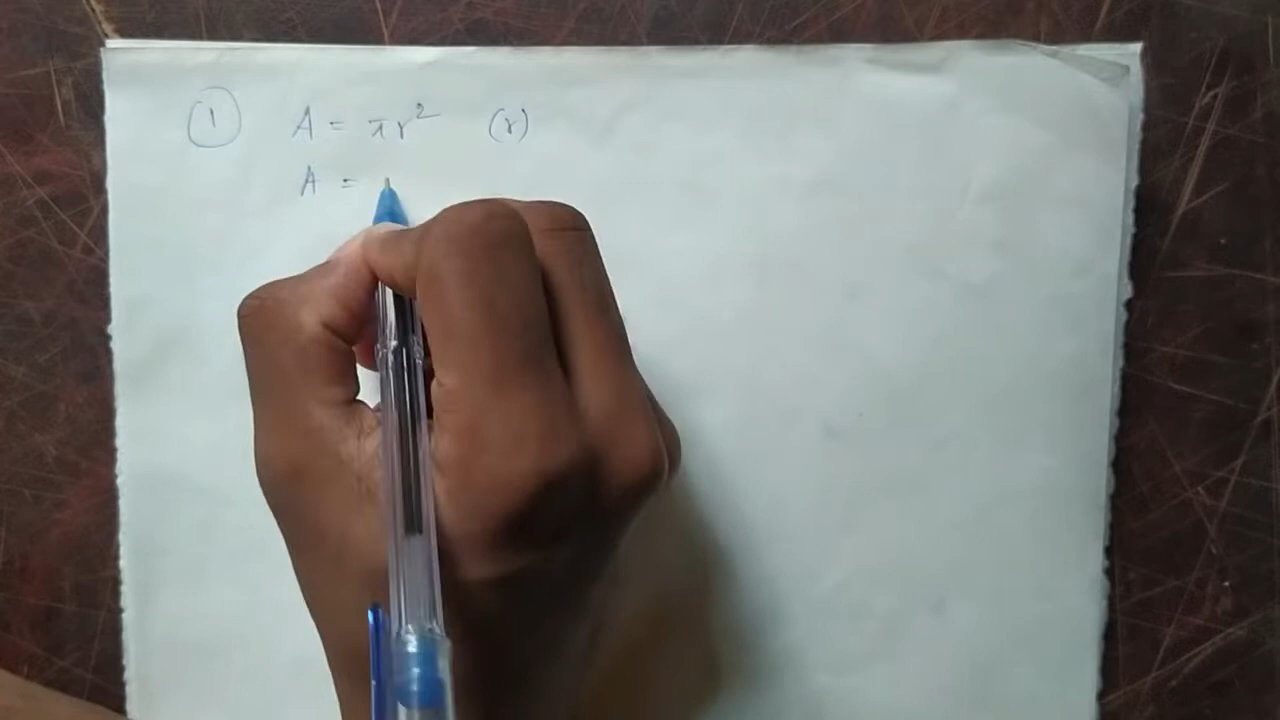 ① A = πr² (r)
A =